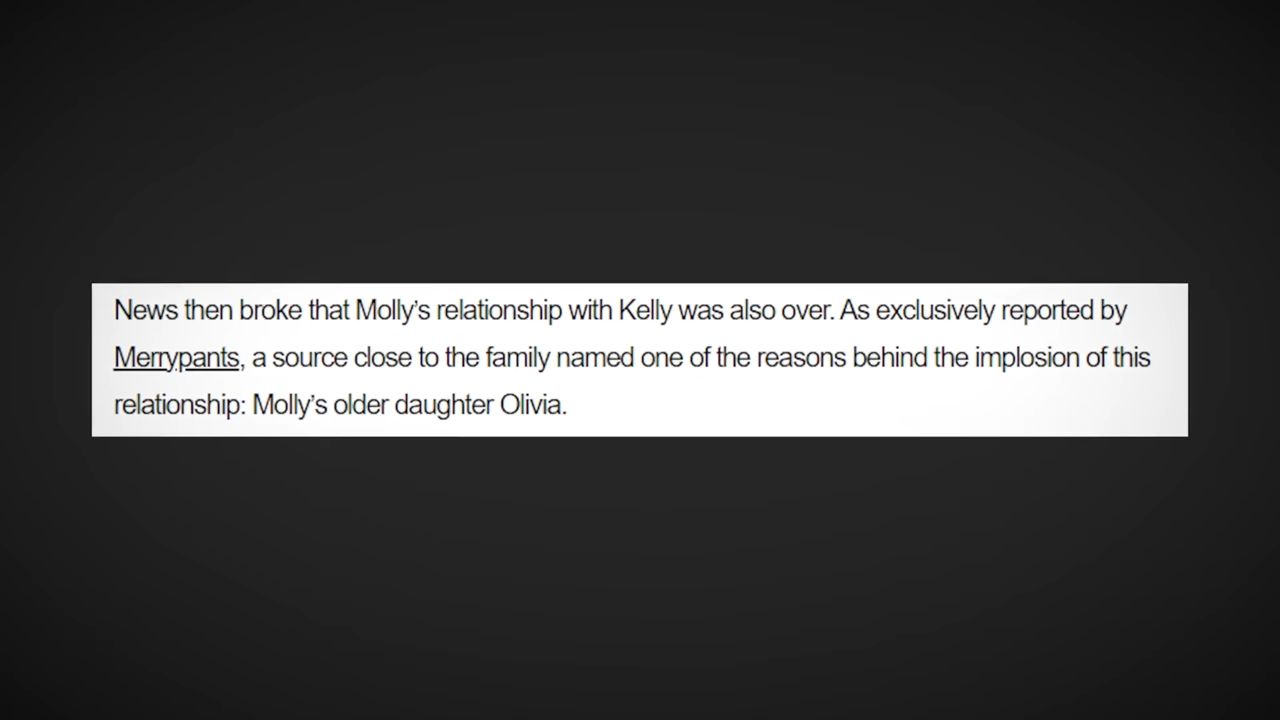 News then broke that Molly’s relationship with Kelly was also over. As exclusively reported by
Merrypants, a source close to the family named one of the reasons behind the implosion of this
relationship: Molly’s older daughter Olivia.